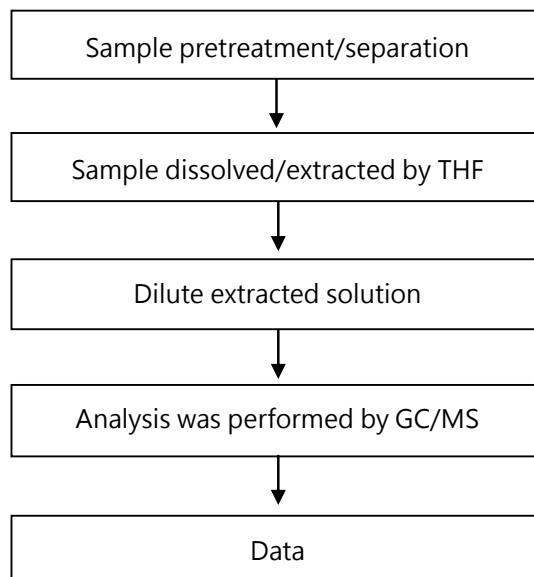 Sample pretreatment/separation
Sample dissolved/extracted by THF
Dilute extracted solution
Analysis was performed by GC/MS
Data